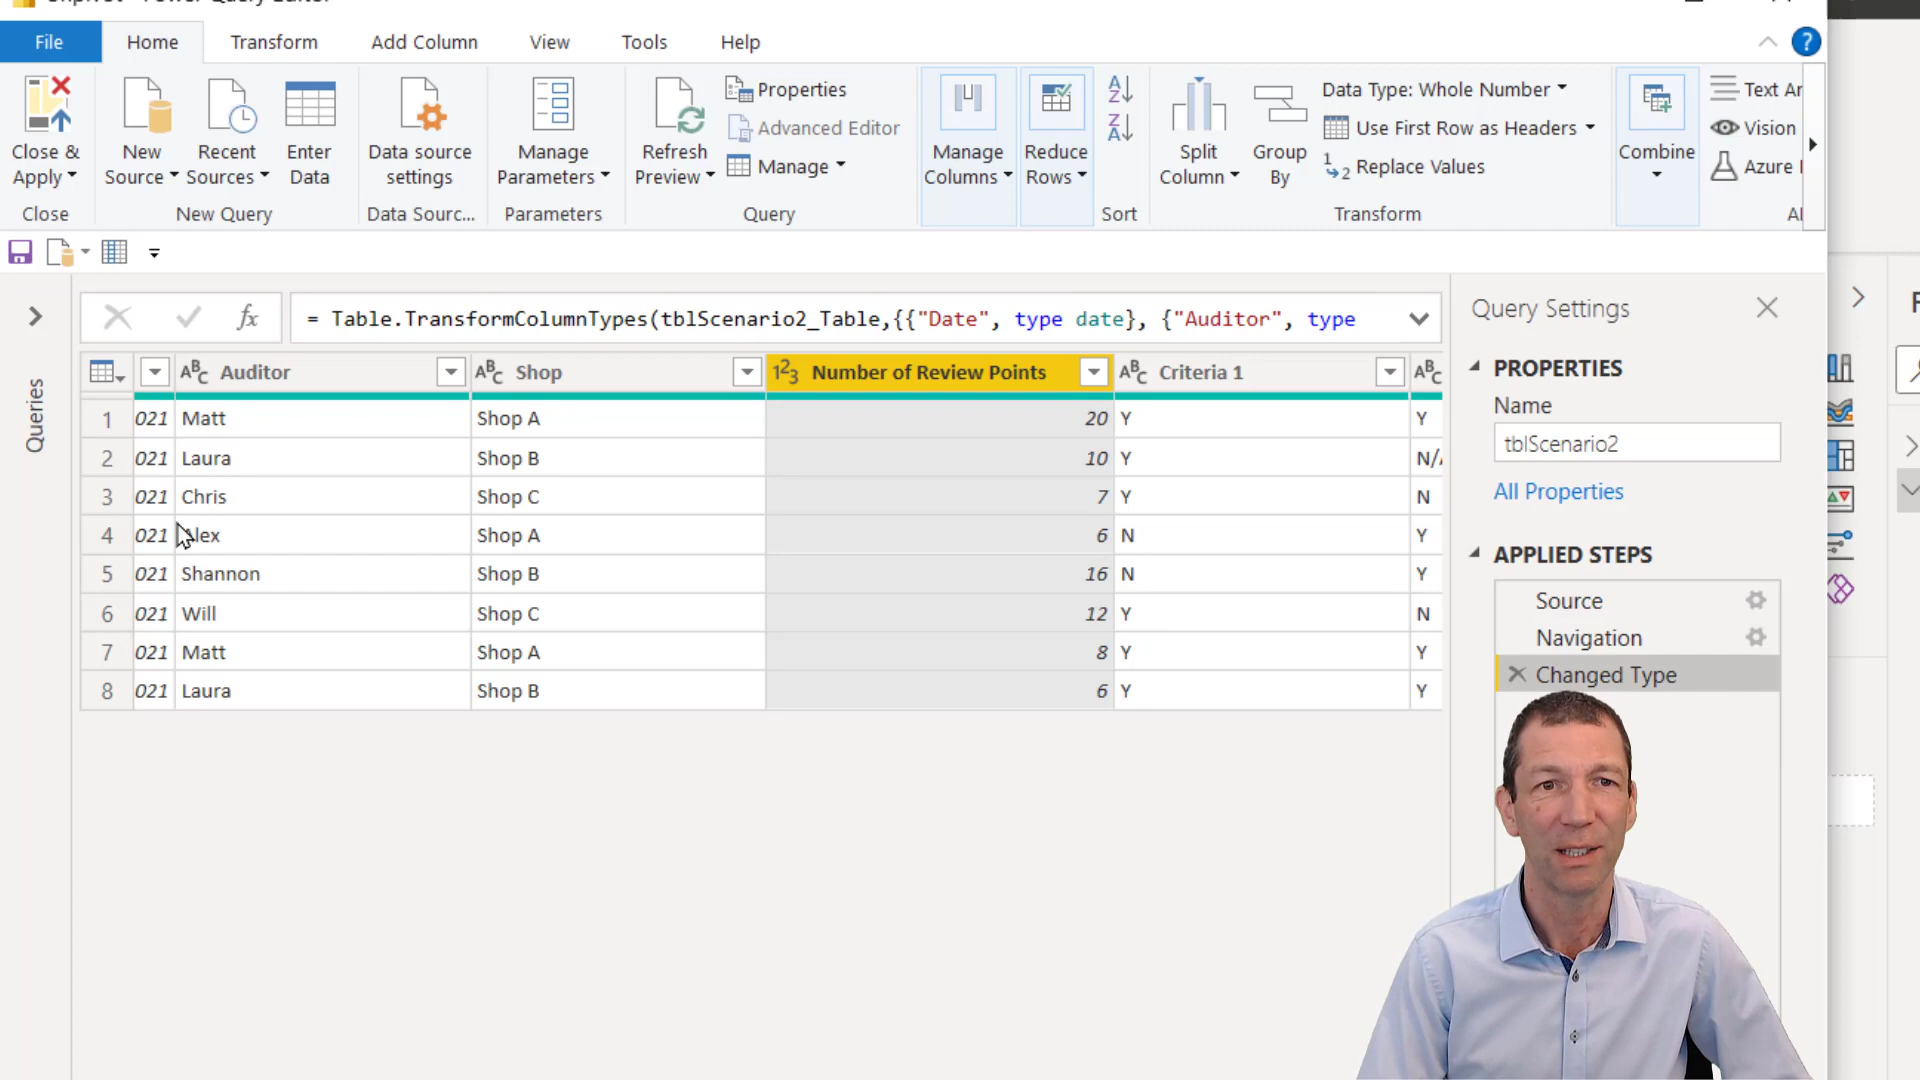 File Home Transform Add Column View Tools Help
Close & Apply
Close
New Source
Recent Sources
Enter Data
New Query
Data source settings
Data Sourc...
Manage Parameters
Parameters
Refresh Preview
Properties
Advanced Editor
Manage
Query
Manage Columns
Reduce Rows
Sort
Split Column
Group By
Data Type: Whole Number
Use First Row as Headers
Replace Values
Transform
Combine
Text
Vision
Azure
Queries
fx = Table.TransformColumnTypes(tblScenario2_Table,{{"Date", type date}, {"Auditor", type
Auditor Shop Number of Review Points Criteria 1
1 021 Matt Shop A 20 Y Y
2 021 Laura Shop B 10 Y N/
3 021 Chris Shop C 7 Y N
4 021 lex Shop A 6 N Y
5 021 Shannon Shop B 16 N Y
6 021 Will Shop C 12 Y N
7 021 Matt Shop A 8 Y Y
8 021 Laura Shop B 6 Y Y
Query Settings
PROPERTIES
Name
tblScenario2
All Properties
APPLIED STEPS
Source
Navigation
Changed Type